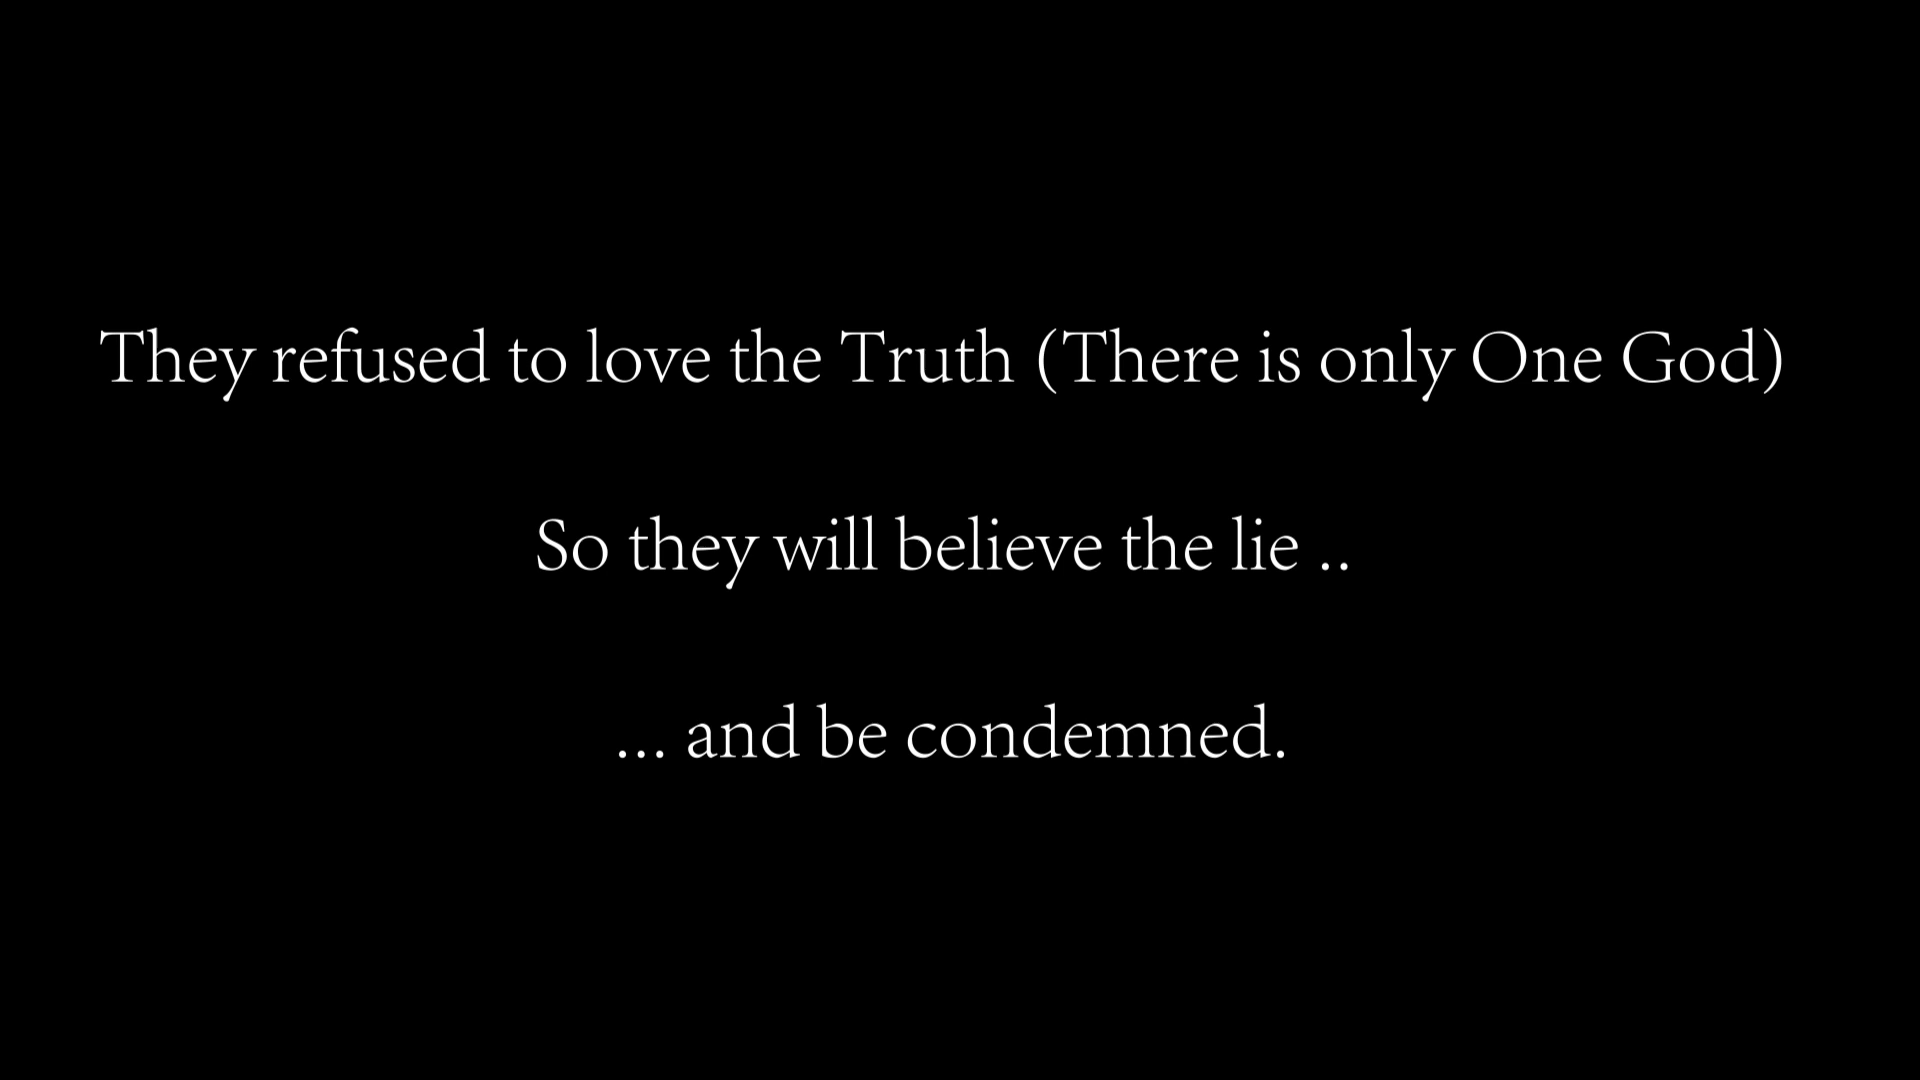 They refused to love the Truth (There is only One God)
So they will believe the lie ..
... and be condemned.